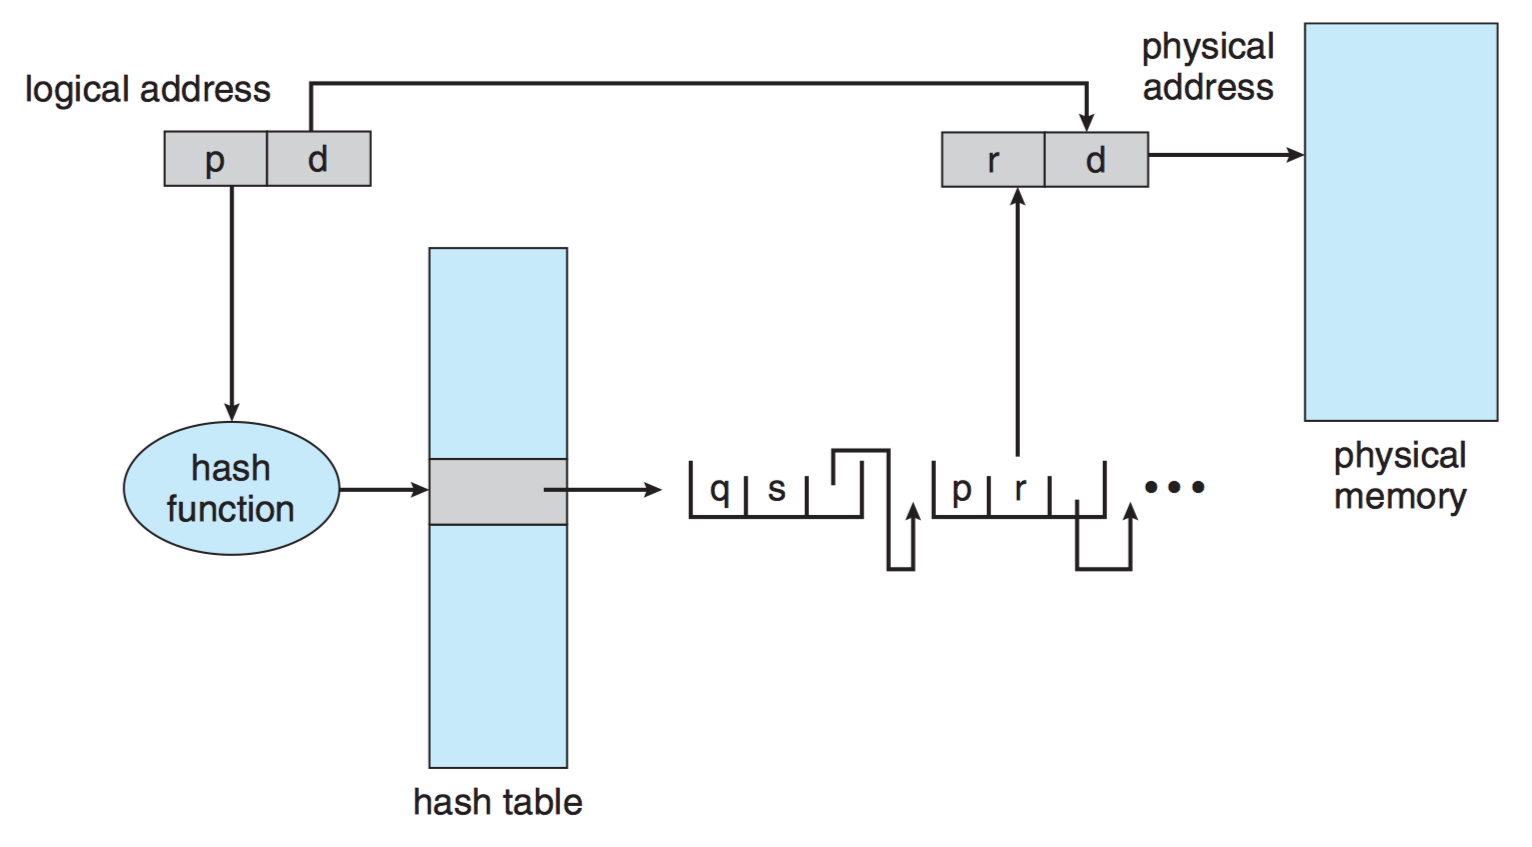 logical address
p d
physical
address
r d
hash
function
q s
p r
•••
physical
memory
hash table